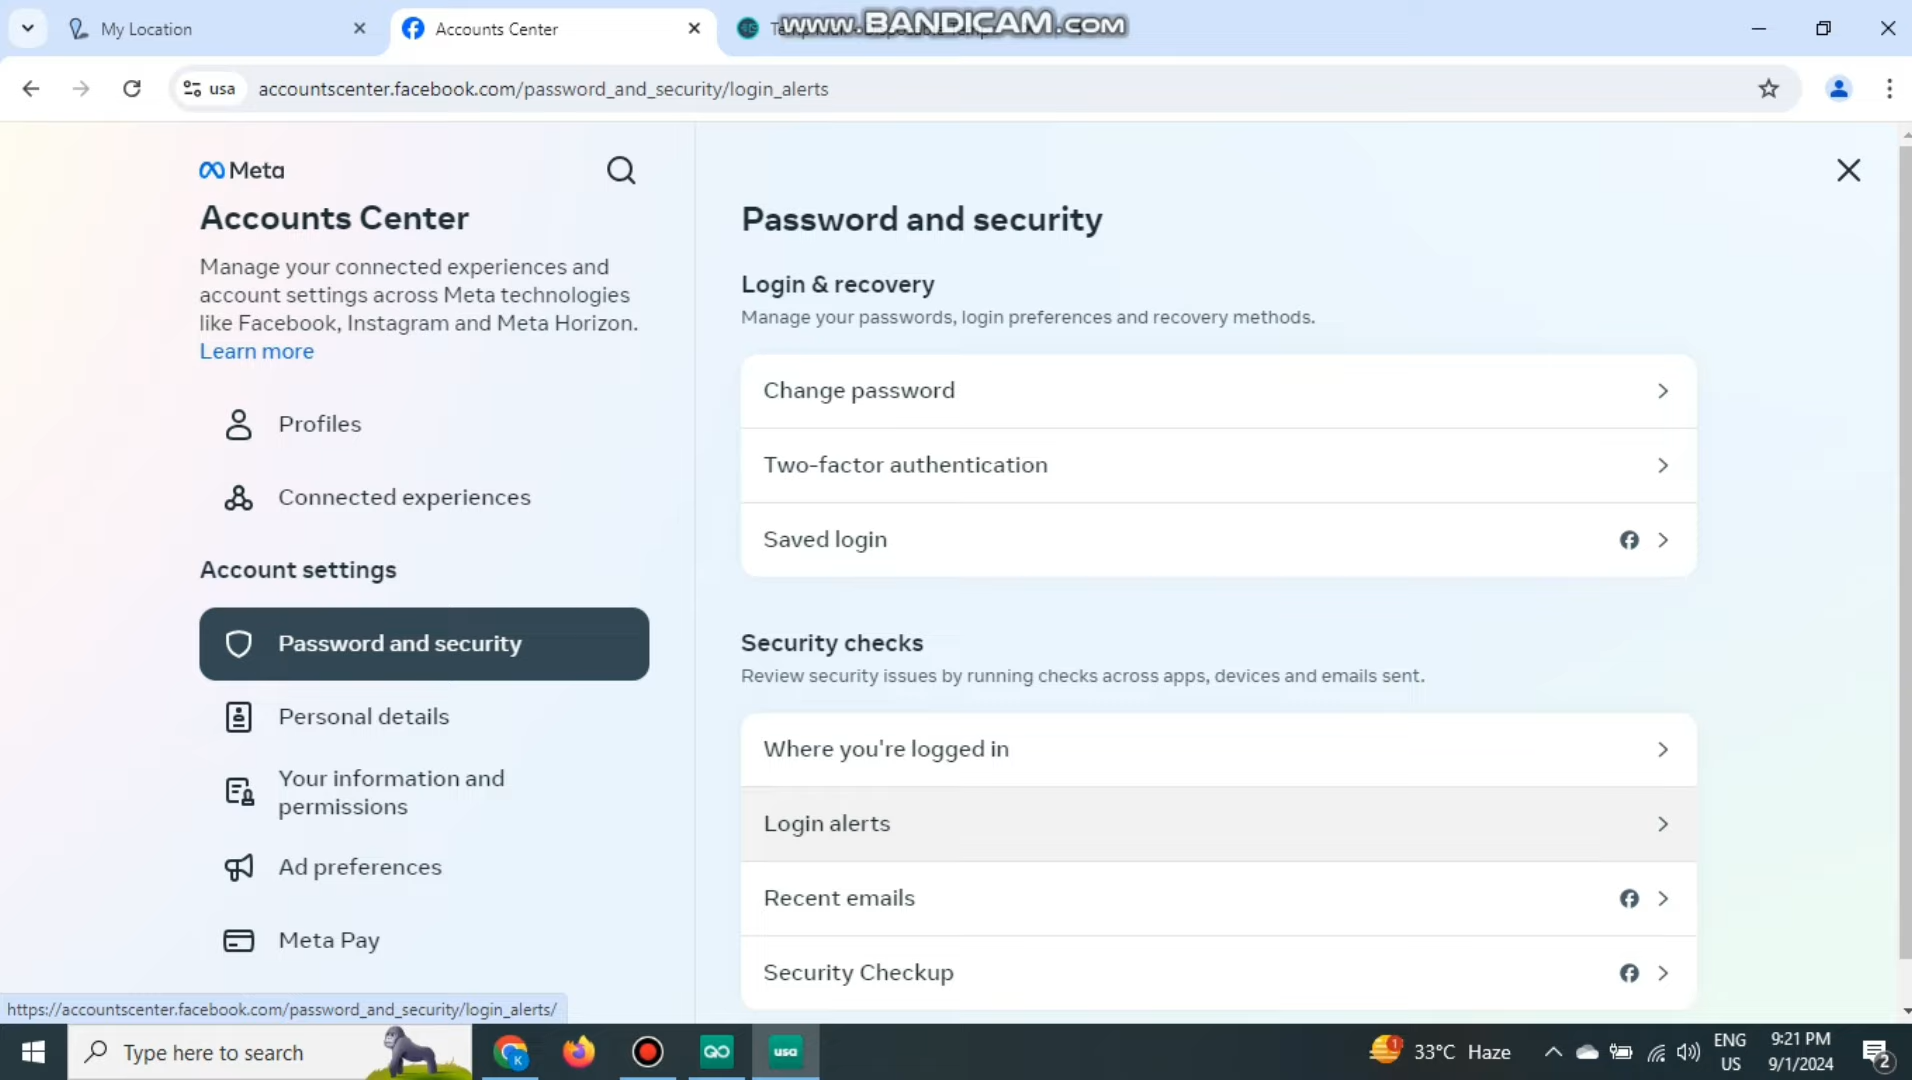 My Location
Accounts Center
www.BANDICAM.com
usa
accountscenter.facebook.com/password_and_security/login_alerts
Meta
Accounts Center
Manage your connected experiences and
account settings across Meta technologies
like Facebook, Instagram and Meta Horizon.
Learn more
Profiles
Connected experiences
Account settings
Password and security
Personal details
Your information and
permissions
Ad preferences
Meta Pay
Password and security
Login & recovery
Manage your passwords, login preferences and recovery methods.
Change password
Two-factor authentication
Saved login
Security checks
Review security issues by running checks across apps, devices and emails sent.
Where you're logged in
Login alerts
Recent emails
Security Checkup
https://accountscenter.facebook.com/password_and_security/login_alerts/
Type here to search
K
usa
1
33°C Haze
ENG
US
9:21 PM
9/1/2024
2